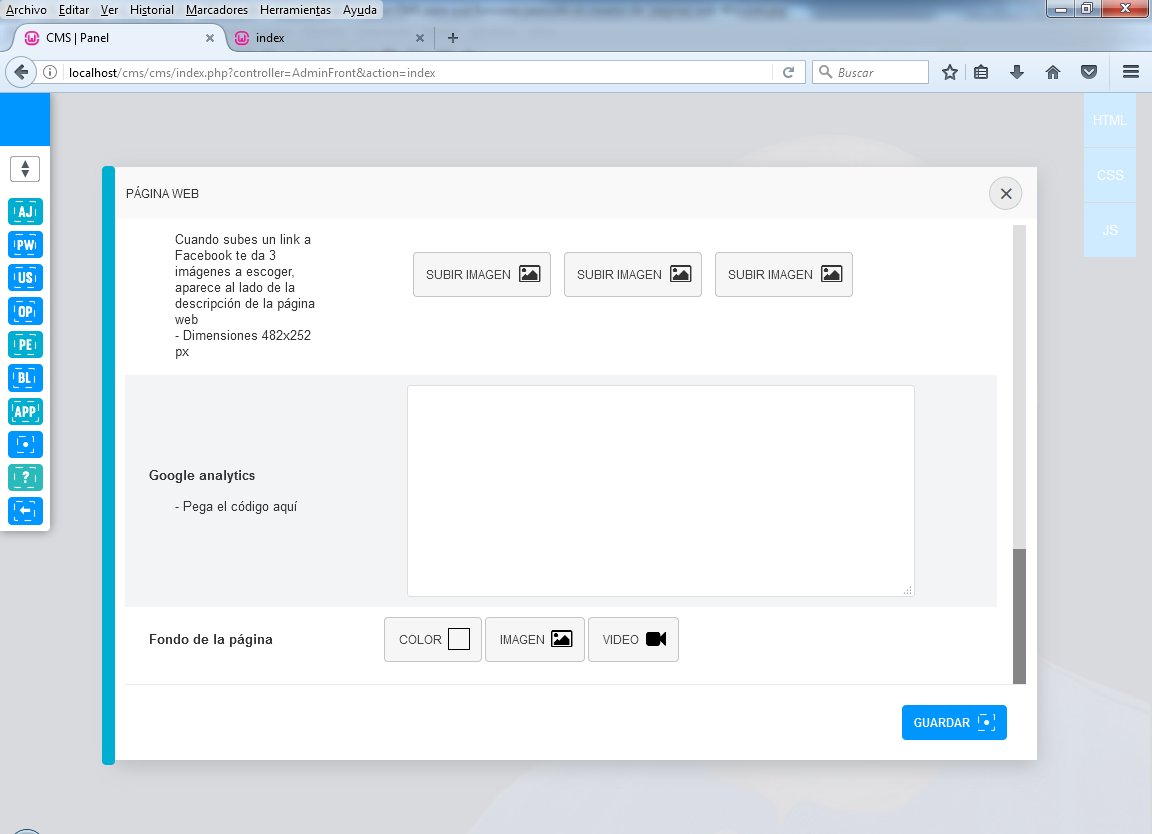 Archivo Editar Ver Historial Marcadores Herramientas Ayuda
CMS | Panel
index
localhost/cms/cms/index.php?controller=AdminFront&action=index
Buscar
HTML
CSS
JS
AJ
PW
US
OP
PE
BL
APP
?
PÁGINA WEB
Cuando subes un link a
Facebook te da 3
imágenes a escoger,
aparece al lado de la
descripción de la página
web
- Dimensiones 482x252
px
SUBIR IMAGEN SUBIR IMAGEN SUBIR IMAGEN
Google analytics
- Pega el código aquí
Fondo de la página
COLOR IMAGEN VIDEO
GUARDAR